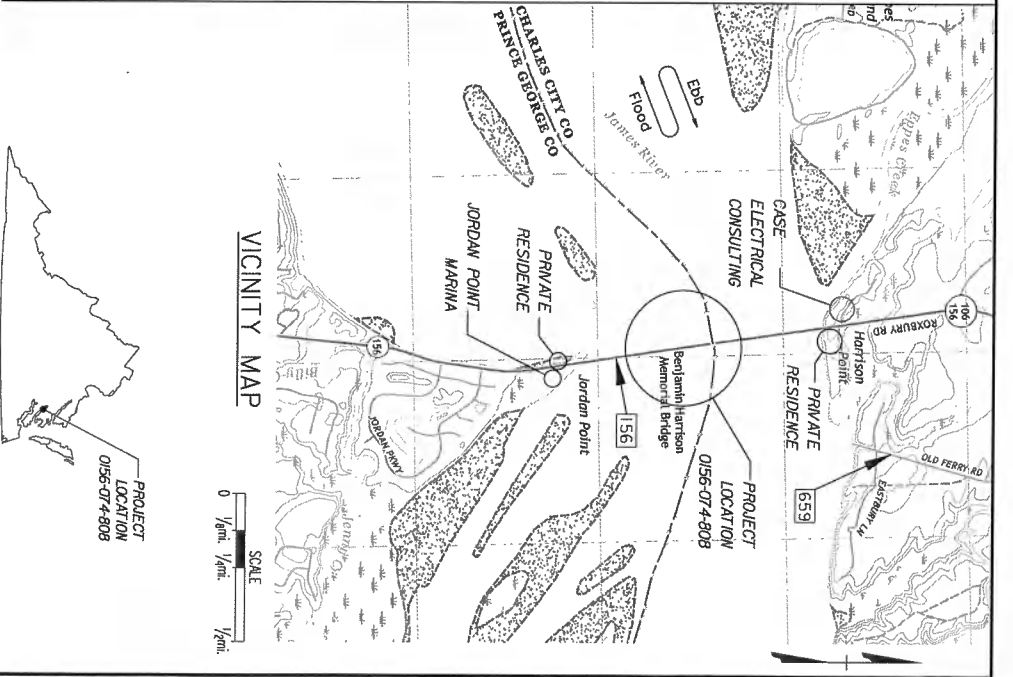 CHARLES CITY CO
PRINCE GEORGE CO
Ebb
Flood
James River
Eppes Creek
CASE
ELECTRICAL
CONSULTING
106
156
ROXBURY RD
Harrison
Point
PRIVATE
RESIDENCE
OLD FERRY RD
EASTBURY LN
659
PROJECT
LOCATION
0156-074-808
Benjamin Harrison
Memorial Bridge
156
PRIVATE
RESIDENCE
JORDAN POINT
MARINA
Jordan Point
156
JORDAN PKWY
VICINITY MAP
SCALE
0
1/8mi.
1/4mi.
1/2mi.
PROJECT
LOCATION
0156-074-808